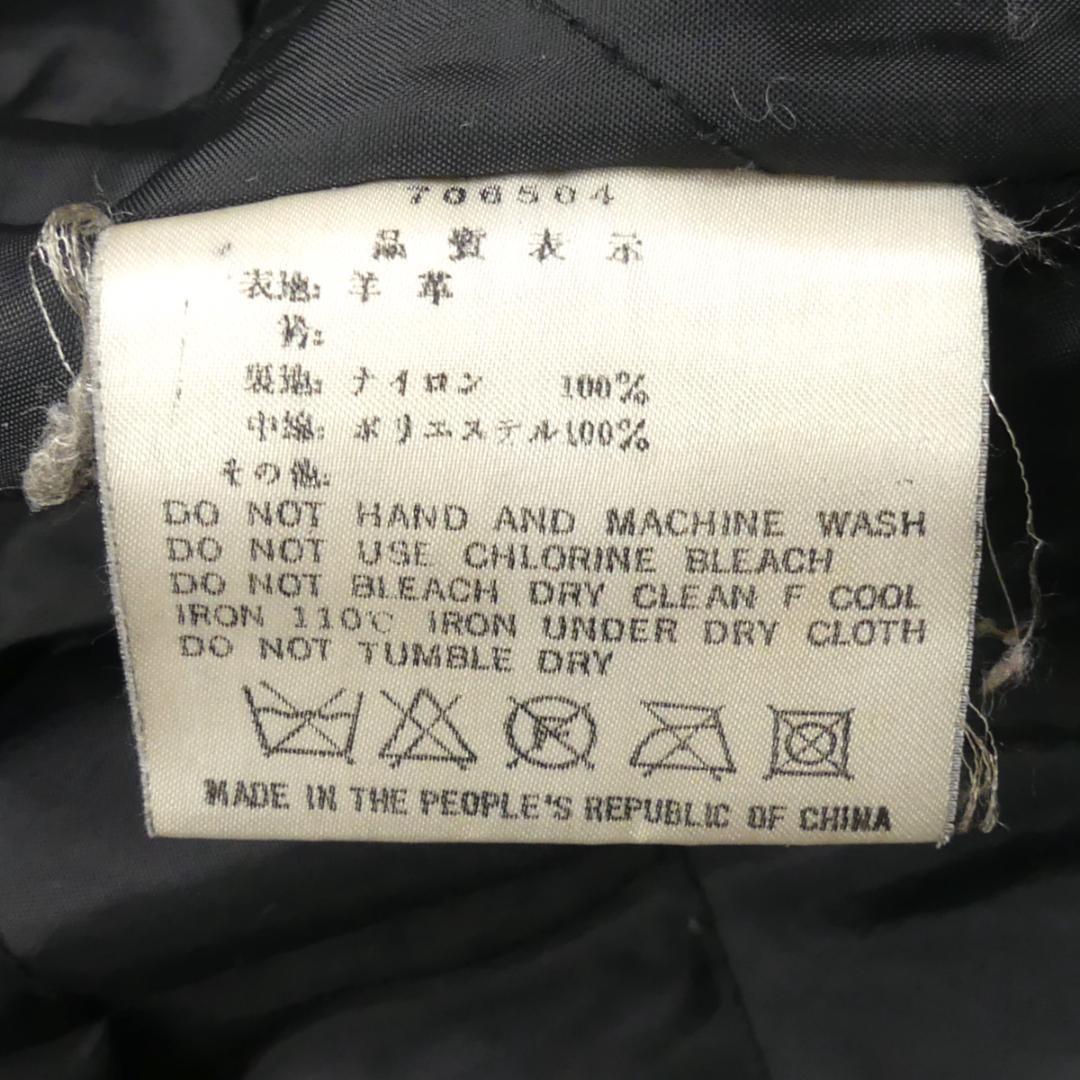 706504
品質表示
表地: 羊革
衿:
裏地: ナイロン 100%
中綿: ポリエステル100%
その他:
DO NOT HAND AND MACHINE WASH
DO NOT USE CHLORINE BLEACH
DO NOT BLEACH DRY CLEAN F COOL
IRON 110℃ IRON UNDER DRY CLOTH
DO NOT TUMBLE DRY
MADE IN THE PEOPLE'S REPUBLIC OF CHINA